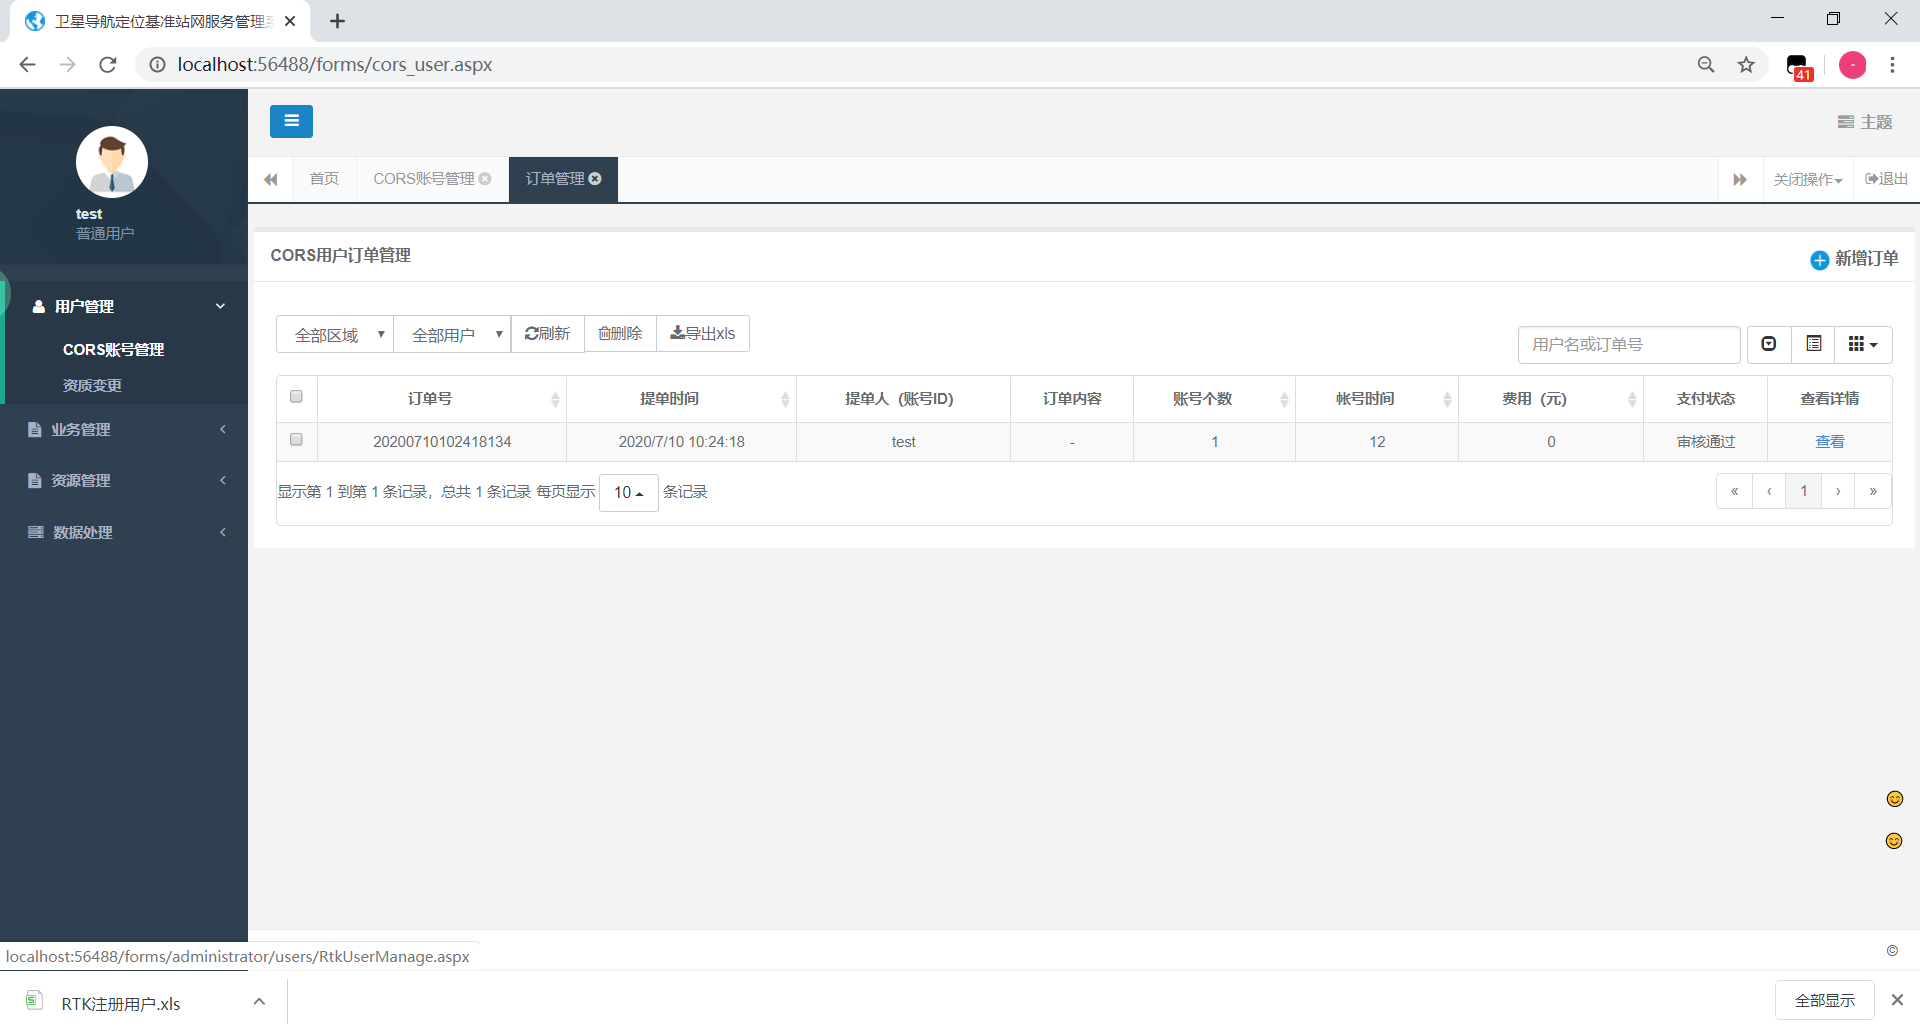 卫星导航定位基准站网服务管理系
localhost:56488/forms/cors_user.aspx
41
-
test
普通用户
主题
首页
CORS账号管理
订单管理
关闭操作
退出
CORS用户订单管理
新增订单
用户管理
CORS账号管理
资质变更
业务管理
资源管理
数据处理
全部区域
全部用户
刷新
删除
导出xls
用户名或订单号
订单号 提单时间 提单人（账号ID） 订单内容 账号个数 帐号时间 费用（元） 支付状态 查看详情
20200710102418134 2020/7/10 10:24:18 test - 1 12 0 审核通过 查看
显示第 1 到第 1 条记录，总共 1 条记录 每页显示 10 条记录
« ‹ 1 › »
©
localhost:56488/forms/administrator/users/RtkUserManage.aspx
RTK注册用户.xls
全部显示